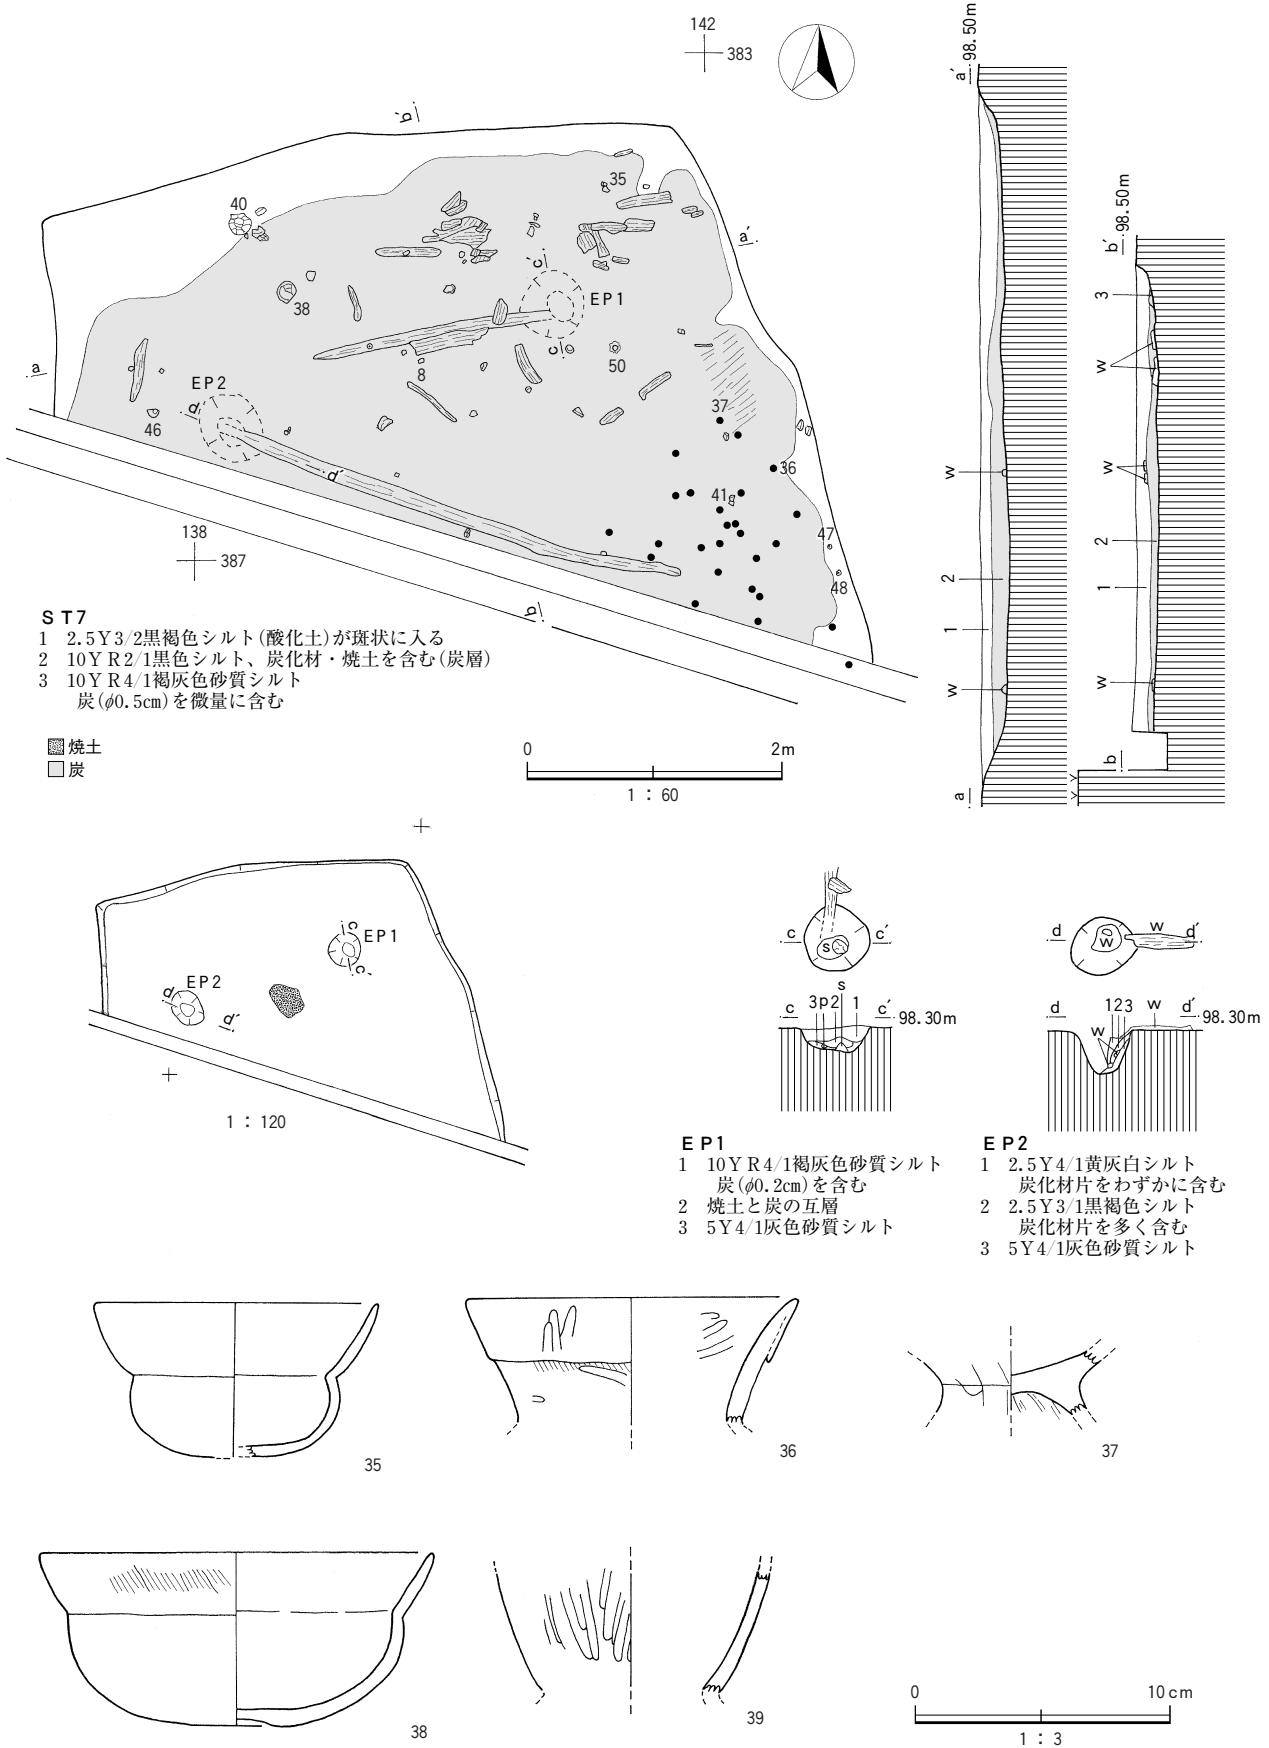 142
383
98.50m
a′
b′
98.50m
b′
35
40
a′
c′
EP1
38
3
a
c
50
8
w
EP2
d
37
46
36
w
w
d′
41
138
47
2
387
2
48
1
b
1
ST7
1 2.5Y3/2黒褐色シルト(酸化土)が斑状に入る
2 10YR2/1黒色シルト、炭化材・焼土を含む(炭層)
3 10YR4/1褐灰色砂質シルト
炭(φ0.5cm)を微量に含む
w
w
焼土
炭
0 2m
1:60
b
a
c
EP1
c′
EP2
d
d′
1:120
c s c′
d w w d′
s
c 3p2 1 c′ 98.30m
d w 123 w d′ 98.30m
EP1
1 10YR4/1褐灰色砂質シルト
炭(φ0.2cm)を含む
2 焼土と炭の互層
3 5Y4/1灰色砂質シルト
EP2
1 2.5Y4/1黄灰白シルト
炭化材片をわずかに含む
2 2.5Y3/1黒褐色シルト
炭化材片を多く含む
3 5Y4/1灰色砂質シルト
35
36
37
38
39
0 10cm
1:3